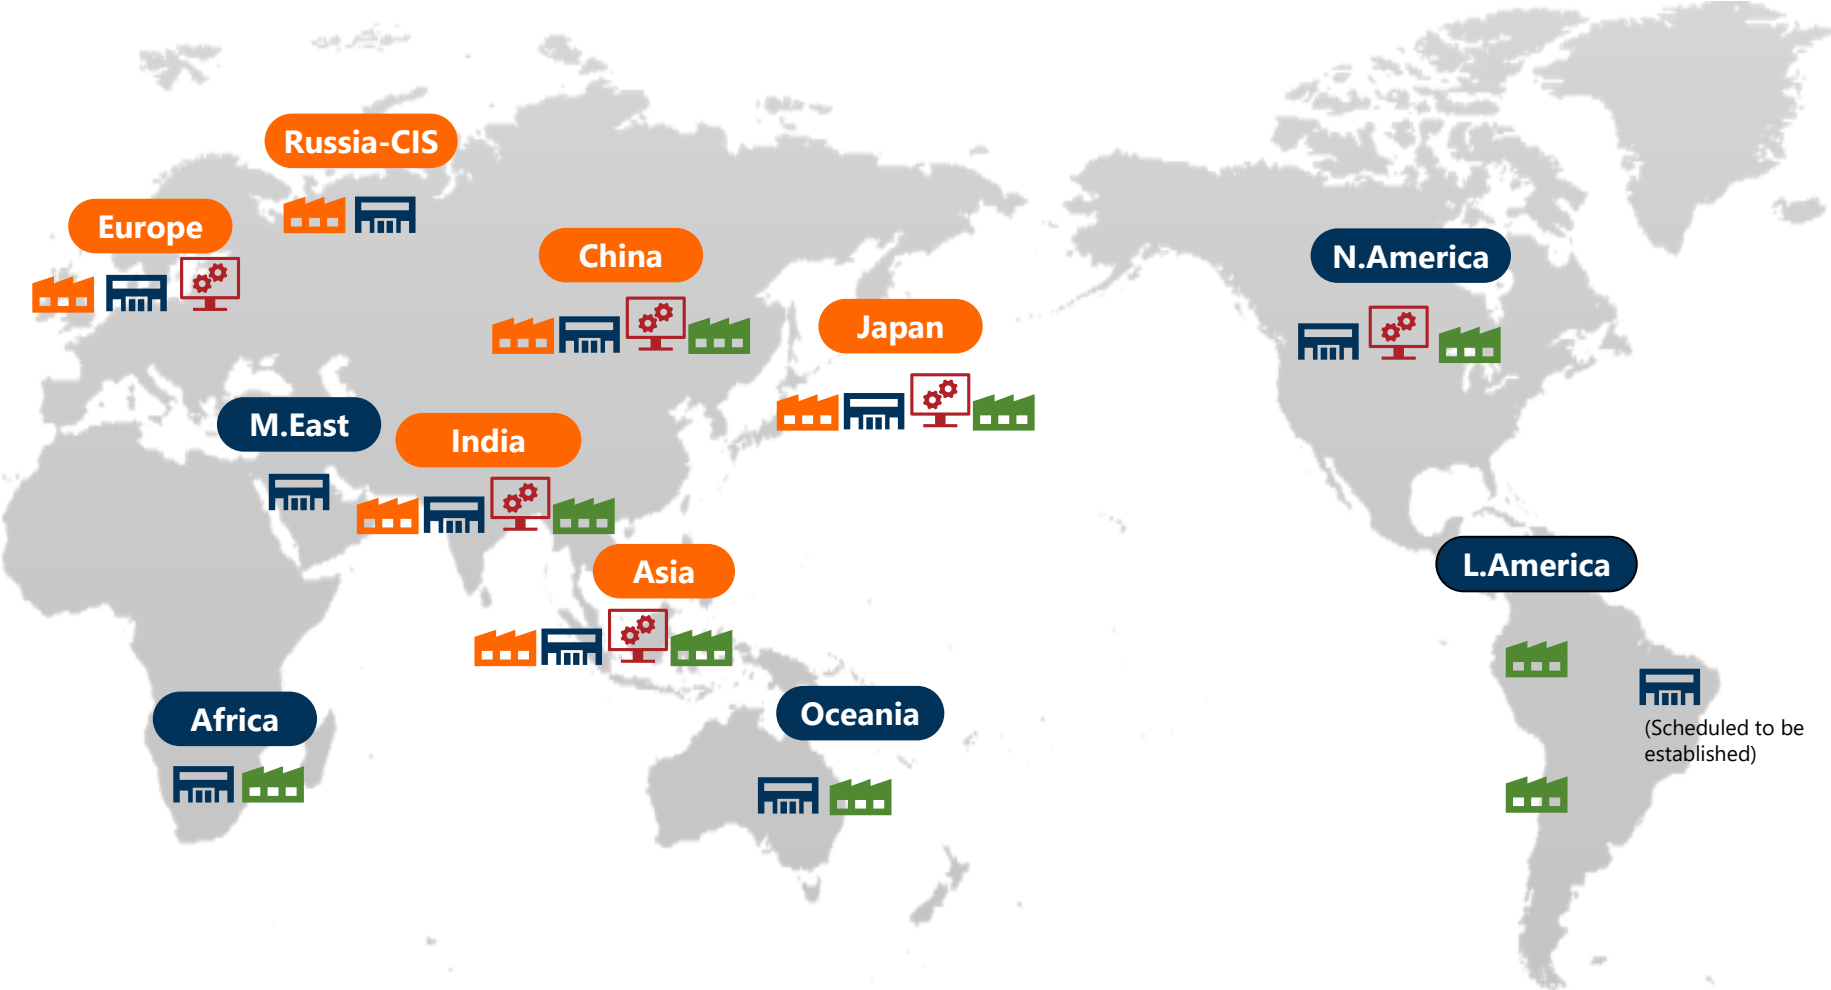 Russia-CIS
Europe
China
N.America
Japan
M.East
India
L.America
Asia
Africa
Oceania
(Scheduled to be
established)